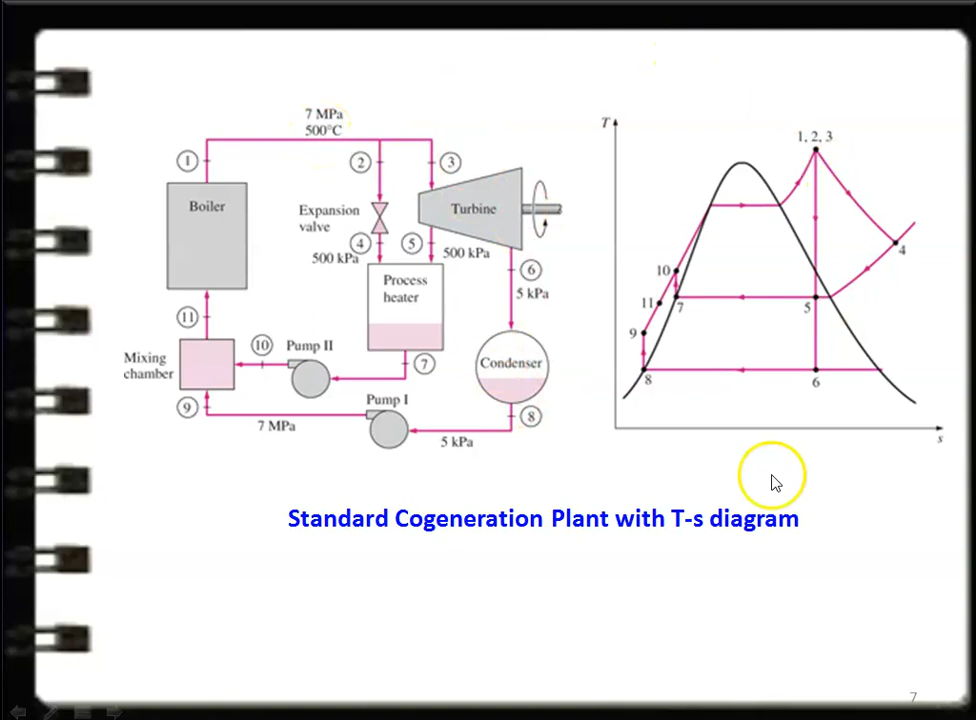 7 MPa
500°C
1
2
3
Boiler
Expansion
valve
Turbine
4
5
500 kPa
500 kPa
6
5 kPa
Process
heater
11
10
Pump II
7
Condenser
Mixing
chamber
9
Pump I
8
7 MPa
5 kPa
T
1, 2, 3
4
10
11
7
5
9
8
6
s
Standard Cogeneration Plant with T-s diagram
7